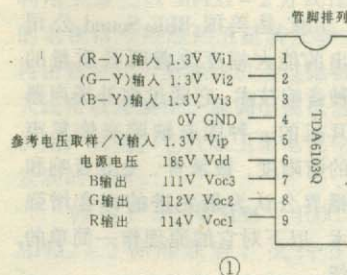 管脚排列
(R-Y)输入 1.3V Vi1 1
(G-Y)输入 1.3V Vi2 2
(B-Y)输入 1.3V Vi3 3
0V GND 4
参考电压取样/Y输入 1.3V Vip 5
电源电压 185V Vdd 6
B输出 111V Voc3 7
G输出 112V Voc2 8
R输出 114V Voc1 9
TDA6103Q
①